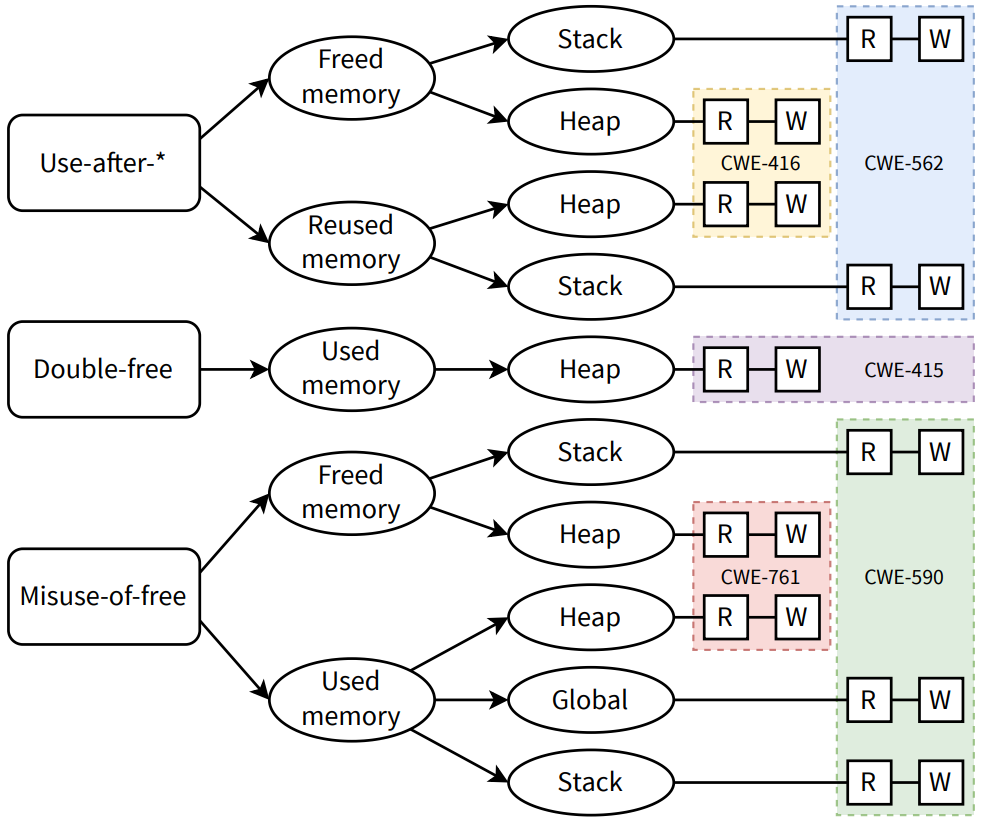 Stack
R
W
Freed
memory
Heap
R
W
Use-after-*
CWE-416
CWE-562
Reused
memory
Heap
R
W
Stack
R
W
Double-free
Used
memory
Heap
R
W
CWE-415
Stack
R
W
Freed
memory
Heap
R
W
Misuse-of-free
CWE-761
CWE-590
Heap
R
W
Used
memory
Global
R
W
Stack
R
W